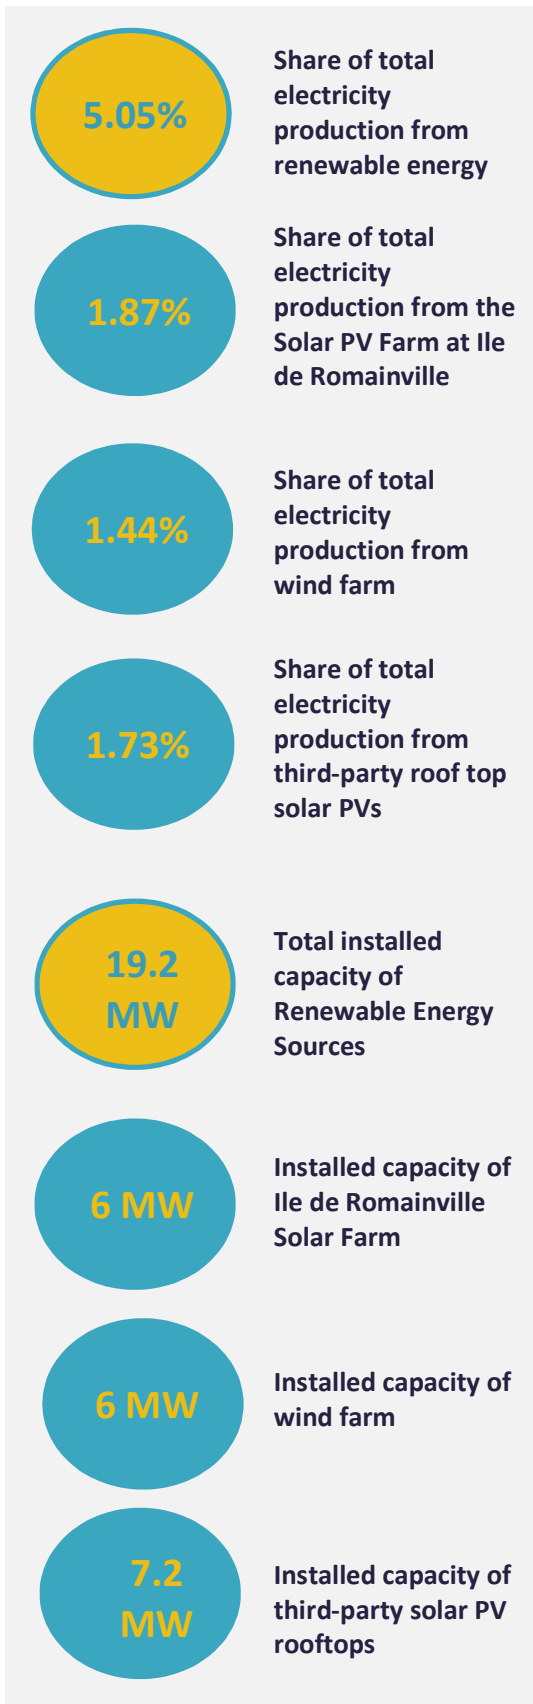 5.05%
Share of total
electricity
production from
renewable energy
1.87%
Share of total
electricity
production from the
Solar PV Farm at Ile
de Romainville
1.44%
Share of total
electricity
production from
wind farm
1.73%
Share of total
electricity
production from
third-party roof top
solar PVs
19.2
MW
Total installed
capacity of
Renewable Energy
Sources
6 MW
Installed capacity of
Ile de Romainville
Solar Farm
6 MW
Installed capacity of
wind farm
7.2
MW
Installed capacity of
third-party solar PV
rooftops